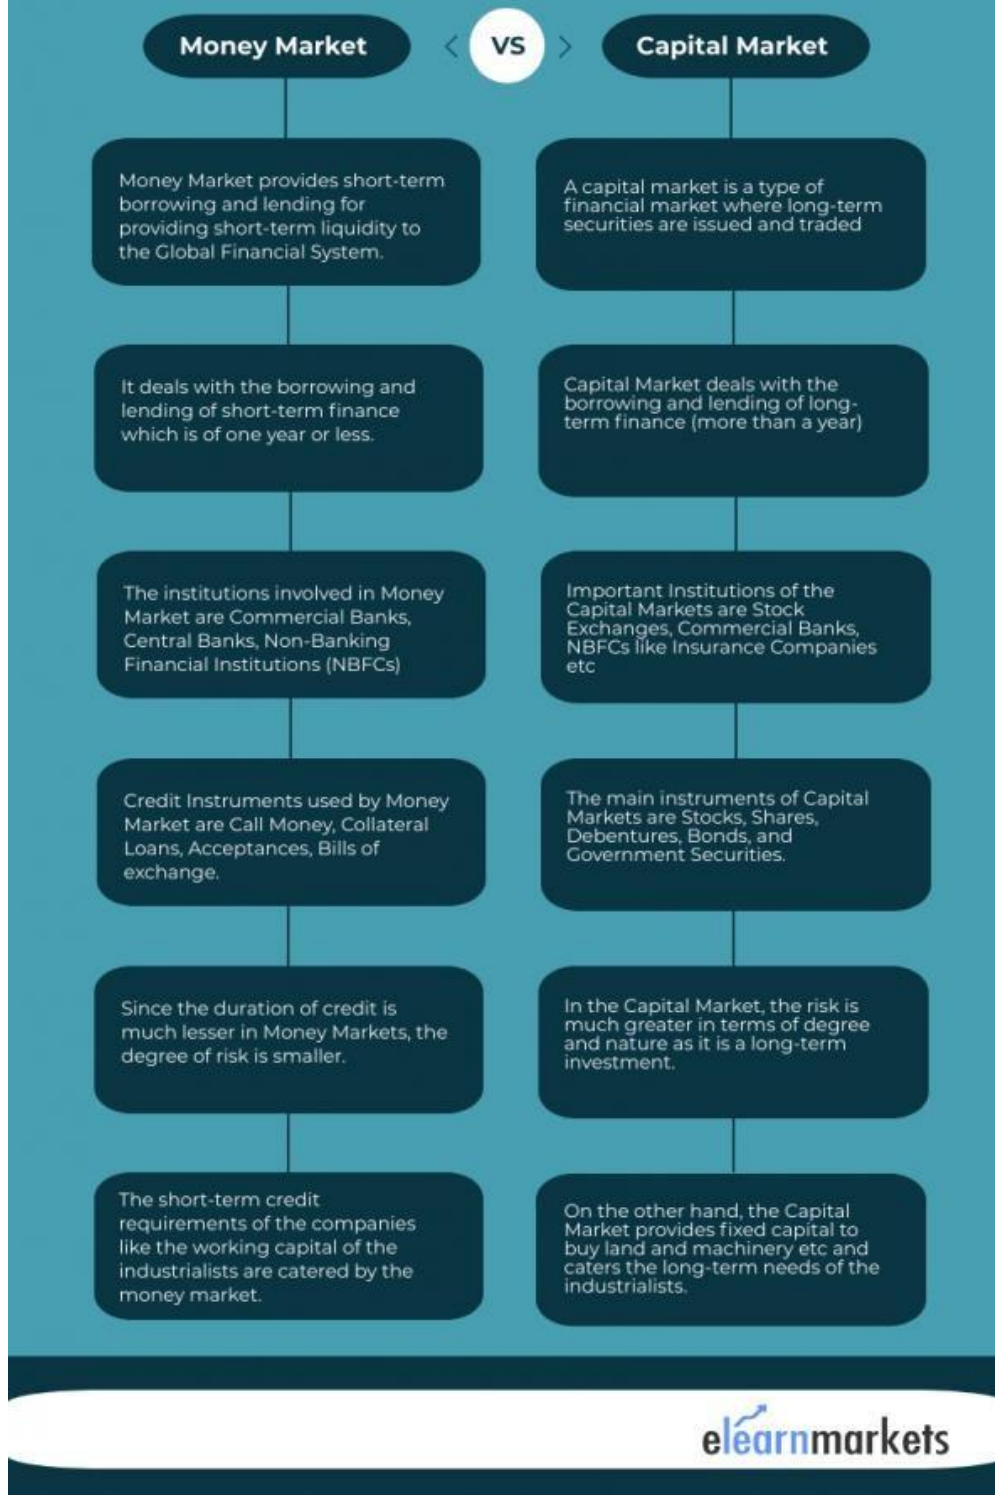 Money Market
VS
Capital Market
Money Market provides short-term
borrowing and lending for
providing short-term liquidity to
the Global Financial System.
A capital market is a type of
financial market where long-term
securities are issued and traded
It deals with the borrowing and
lending of short-term finance
which is of one year or less.
Capital Market deals with the
borrowing and lending of long-
term finance (more than a year)
The institutions involved in Money
Market are Commercial Banks,
Central Banks, Non-Banking
Financial Institutions (NBFCs)
Important Institutions of the
Capital Markets are Stock
Exchanges, Commercial Banks,
NBFCs like Insurance Companies
etc
Credit Instruments used by Money
Market are Call Money, Collateral
Loans, Acceptances, Bills of
exchange.
The main instruments of Capital
Markets are Stocks, Shares,
Debentures, Bonds, and
Government Securities.
Since the duration of credit is
much lesser in Money Markets, the
degree of risk is smaller.
In the Capital Market, the risk is
much greater in terms of degree
and nature as it is a long-term
investment.
The short-term credit
requirements of the companies
like the working capital of the
industrialists are catered by the
money market.
On the other hand, the Capital
Market provides fixed capital to
buy land and machinery etc and
caters the long-term needs of the
industrialists.
elearnmarkets